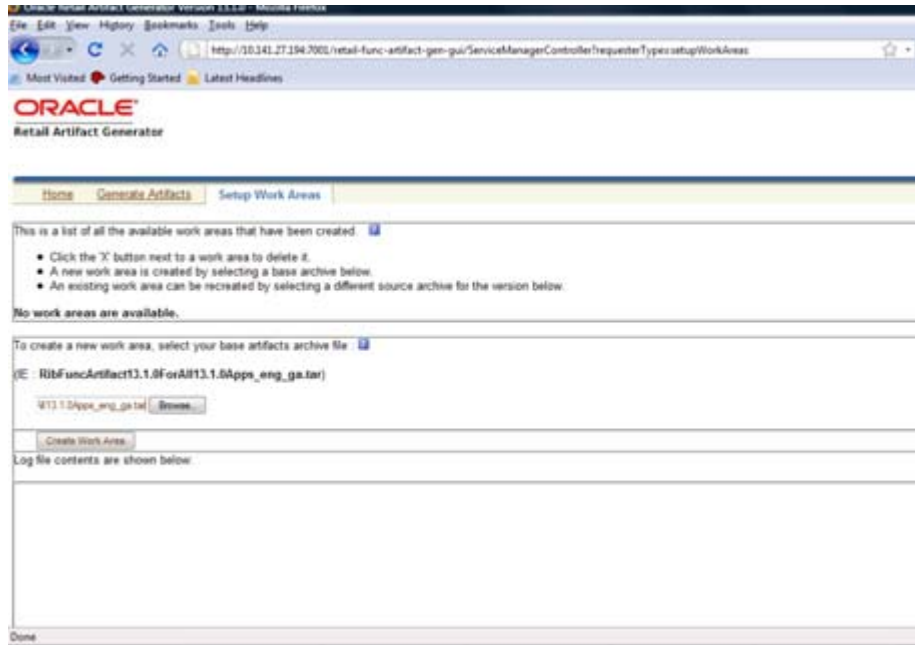 Oracle Retail Artifact Generator Version 13.1.0 - Mozilla Firefox
File Edit View History Bookmarks Tools Help
http://10.141.27.194:7001/retail-func-artifact-gen-gui/ServiceManagerController?requesterType=setupWorkAreas
Most Visited Getting Started Latest Headlines
ORACLE
Retail Artifact Generator
Home Generate Artifacts Setup Work Areas
This is a list of all the available work areas that have been created.
Click the 'X' button next to a work area to delete it.
A new work area is created by selecting a base archive below.
An existing work area can be recreated by selecting a different source archive for the version below.
No work areas are available.
To create a new work area, select your base artifacts archive file :
(IE : RibFuncArtifact13.1.0ForAll13.1.0Apps_eng_ga.tar)
ll13.1.0Apps_eng_ga.tar Browse...
Create Work Area
Log file contents are shown below:
Done